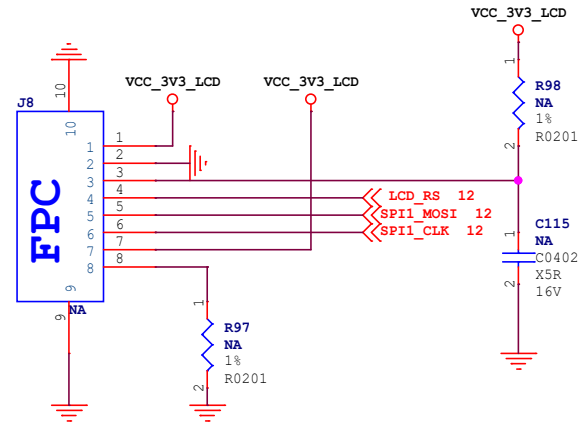 VCC_3V3_LCD
1
R98
NA
1%
R0201
2
VCC_3V3_LCD
VCC_3V3_LCD
10
J8
10
FPC
1
1
2
2
3
3
4
4
LCD_RS 12
5
5
SPI1_MOSI 12
6
6
SPI1_CLK 12
7
7
8
8
9
NA
9
1
C115
NA
C0402
X5R
16V
2
1
R97
NA
1%
R0201
2